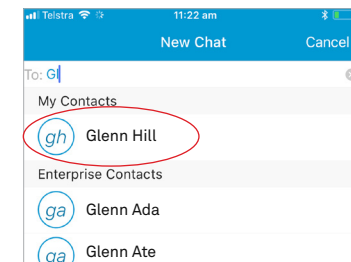 Telstra 11:22 am
New Chat Cancel
To: Gl
My Contacts
gh Glenn Hill
Enterprise Contacts
ga Glenn Ada
ga Glenn Ate